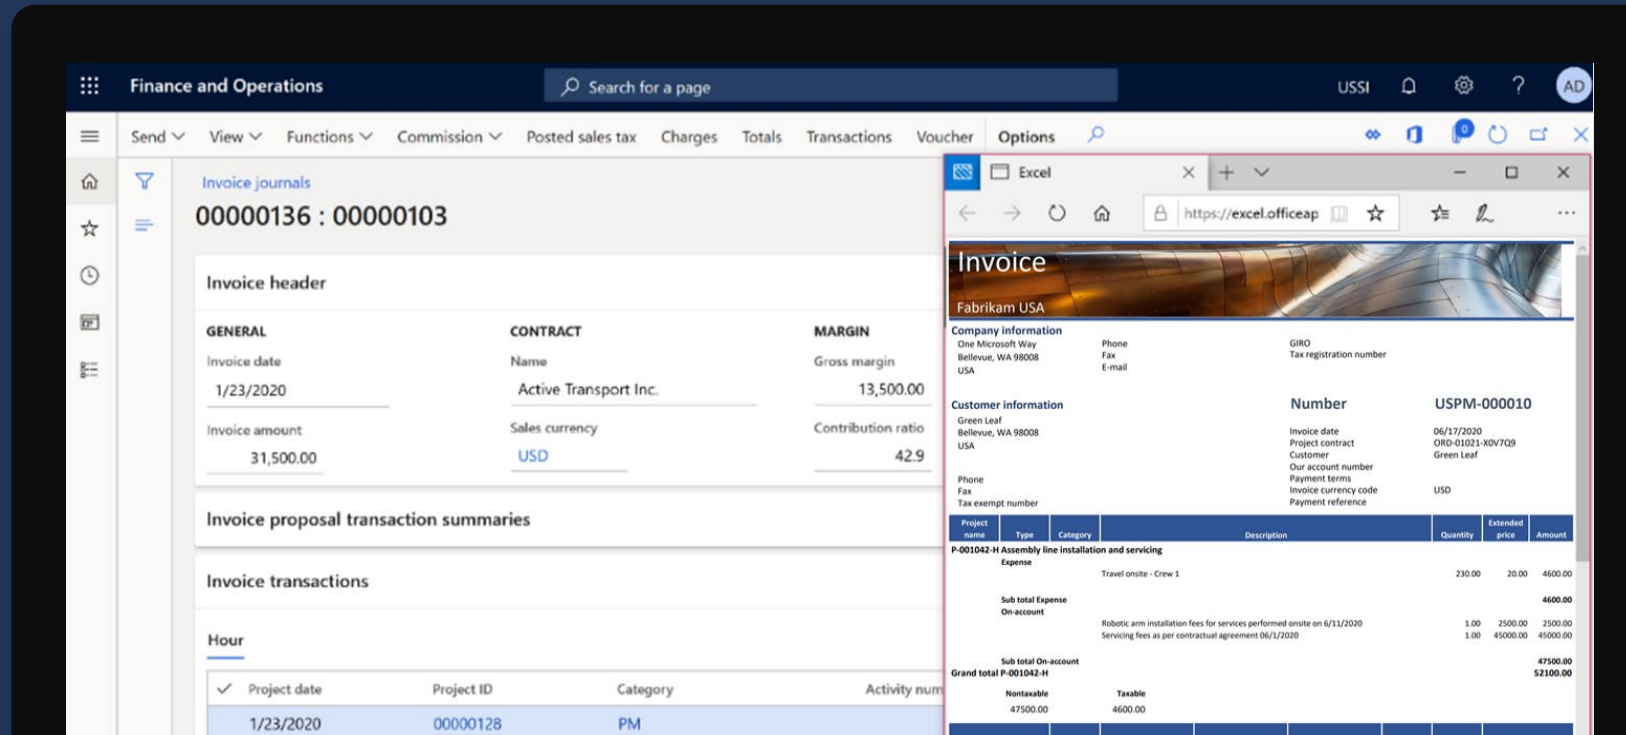 Finance and Operations
Search for a page
USSI
AD
Send View Functions Commission Posted sales tax Charges Totals Transactions Voucher Options
0
Invoice journals
00000136 : 00000103
Invoice header
GENERAL CONTRACT MARGIN
Invoice date Name Gross margin
1/23/2020 Active Transport Inc. 13,500.00
Invoice amount Sales currency Contribution ratio
31,500.00 USD 42.9
Invoice proposal transaction summaries
Invoice transactions
Hour
Project date Project ID Category Activity num
1/23/2020 00000128 PM
Excel
https://excel.officeap
Invoice
Fabrikam USA
Company information
One Microsoft Way Phone GIRO
Bellevue, WA 98008 Fax Tax registration number
USA E-mail
Customer information Number USPM-000010
Green Leaf
Bellevue, WA 98008 Invoice date 06/17/2020
USA Project contract ORD-01021-X0V7Q9
Customer Green Leaf
Our account number
Phone Payment terms
Fax Invoice currency code USD
Tax exempt number Payment reference
Project name Type Category Description Quantity Extended price Amount
P-001042-H Assembly line installation and servicing
Expense
Travel onsite - Crew 1 230.00 20.00 4600.00
Sub total Expense 4600.00
On-account
Robotic arm installation fees for services performed onsite on 6/11/2020 1.00 2500.00 2500.00
Servicing fees as per contractual agreement 06/1/2020 1.00 45000.00 45000.00
Sub total On-account 47500.00
Grand total P-001042-H 52100.00
Nontaxable Taxable
47500.00 4600.00